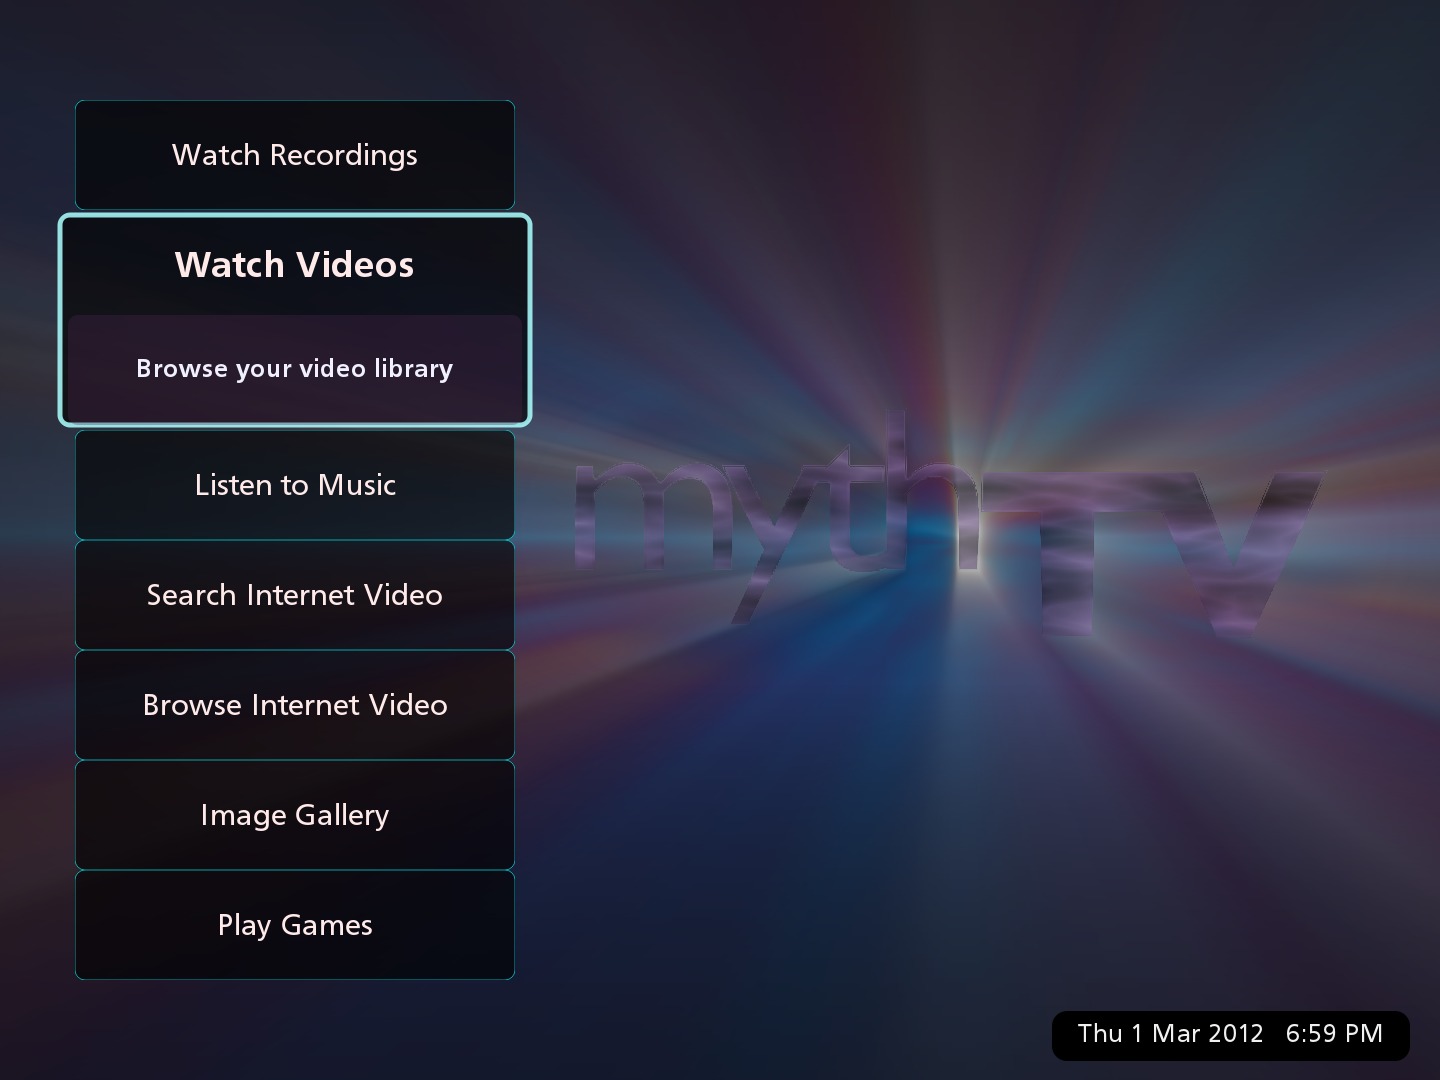 Watch Recordings
Watch Videos
Browse your video library
Listen to Music
Search Internet Video
Browse Internet Video
Image Gallery
Play Games
mythTV
Thu 1 Mar 2012 6:59 PM